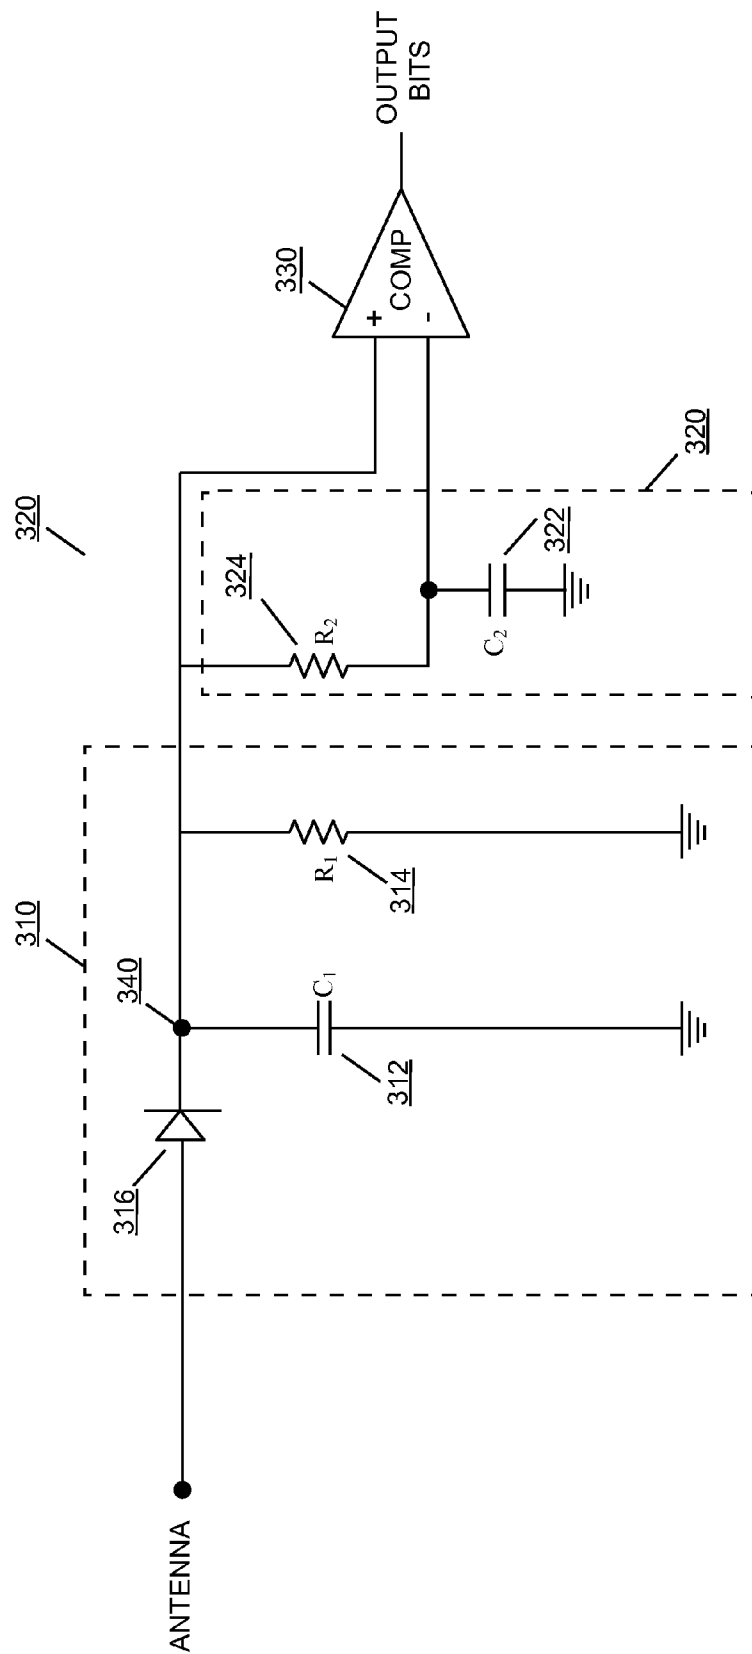 320
310
ANTENNA
316
340
C1
312
R1
314
324
R2
C2
322
320
330
+
-
COMP
OUTPUT
BITS